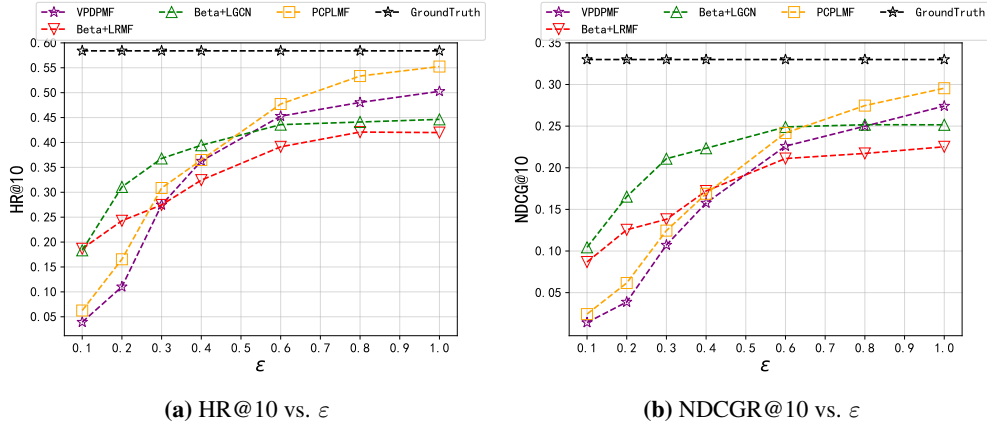 VPDPMF Beta+LGCN PCPLMF GroundTruth
Beta+LRMF
0.60
0.55
0.50
0.45
0.40
0.35
0.30
0.25
0.20
0.15
0.10
0.05
HR@10
0.1 0.2 0.3 0.4 0.5 0.6 0.7 0.8 0.9 1.0
ε
(a) HR@10 vs. ε
VPDPMF Beta+LGCN PCPLMF GroundTruth
Beta+LRMF
0.35
0.30
0.25
0.20
0.15
0.10
0.05
NDCG@10
0.1 0.2 0.3 0.4 0.5 0.6 0.7 0.8 0.9 1.0
ε
(b) NDCGR@10 vs. ε